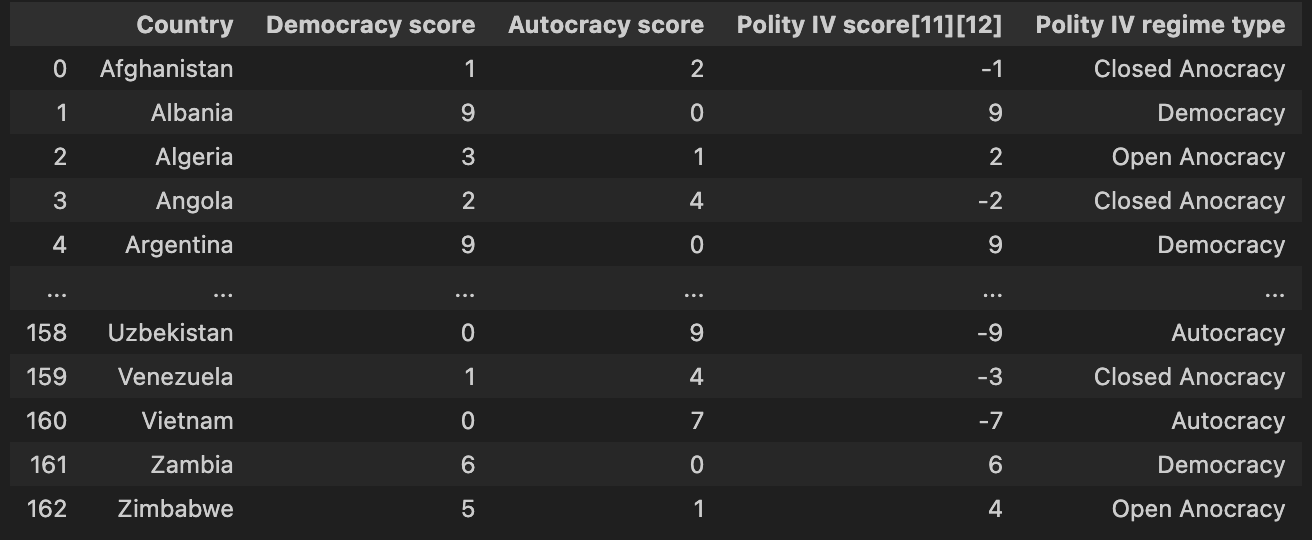 Country Democracy score Autocracy score Polity IV score[11][12] Polity IV regime type
0 Afghanistan 1 2 -1 Closed Anocracy
1 Albania 9 0 9 Democracy
2 Algeria 3 1 2 Open Anocracy
3 Angola 2 4 -2 Closed Anocracy
4 Argentina 9 0 9 Democracy
... ... ... ... ... ...
158 Uzbekistan 0 9 -9 Autocracy
159 Venezuela 1 4 -3 Closed Anocracy
160 Vietnam 0 7 -7 Autocracy
161 Zambia 6 0 6 Democracy
162 Zimbabwe 5 1 4 Open Anocracy